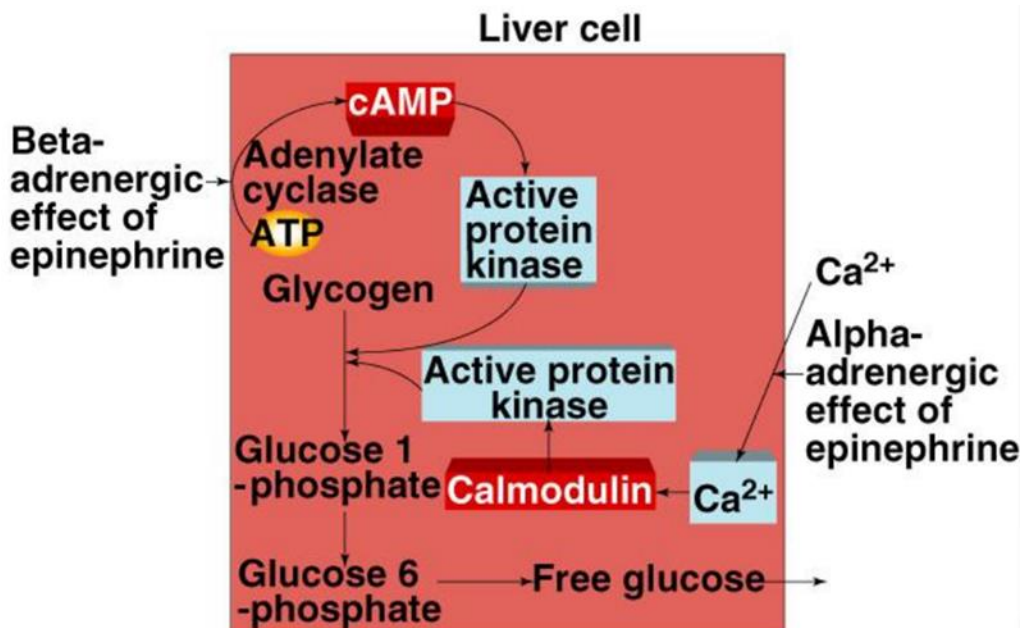 Liver cell
cAMP
Beta-
adrenergic
effect of
epinephrine
Adenylate
cyclase
ATP
Active
protein
kinase
Glycogen
Ca²⁺
Alpha-
adrenergic
effect of
epinephrine
Active protein
kinase
Glucose 1
-phosphate
Calmodulin
Ca²⁺
Glucose 6
-phosphate
Free glucose